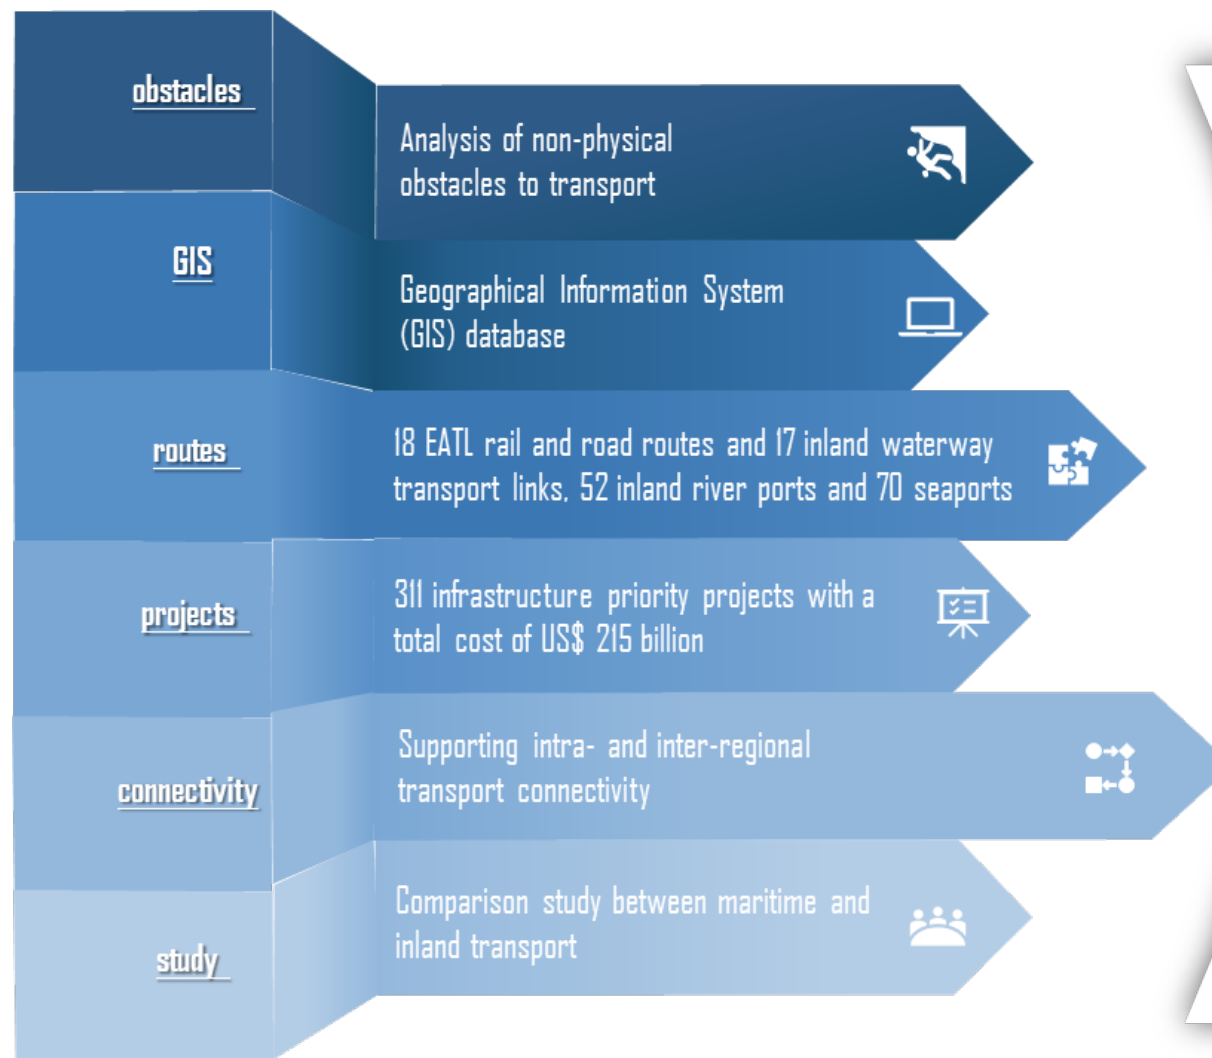 obstacles
Analysis of non-physical
obstacles to transport
GIS
Geographical Information System
(GIS) database
routes
18 EATL rail and road routes and 17 inland waterway
transport links, 52 inland river ports and 70 seaports
projects
311 infrastructure priority projects with a
total cost of US$ 215 billion
connectivity
Supporting intra- and inter-regional
transport connectivity
study
Comparison study between maritime and
inland transport